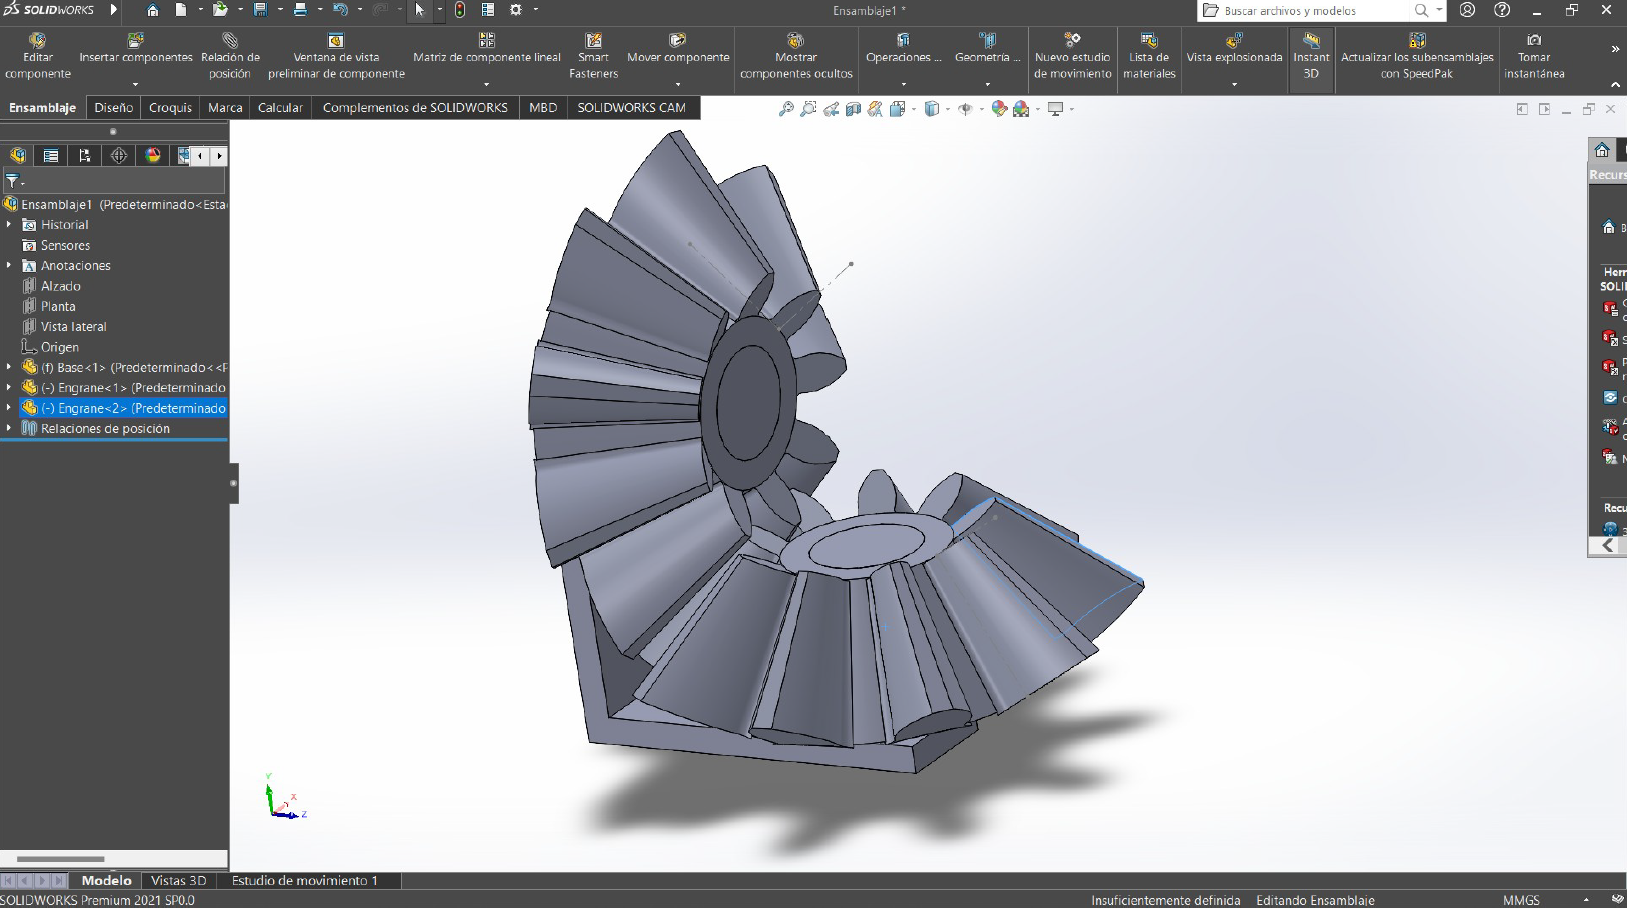 SOLIDWORKS
Ensamblaje1 *
Buscar archivos y modelos
Editar componente
Insertar componentes
Relación de posición
Ventana de vista preliminar de componente
Matriz de componente lineal
Smart Fasteners
Mover componente
Mostrar componentes ocultos
Operaciones ...
Geometría ...
Nuevo estudio de movimiento
Lista de materiales
Vista explosionada
Instant 3D
Actualizar los subensamblajes con SpeedPak
Tomar instantánea
Ensamblaje Diseño Croquis Marca Calcular Complementos de SOLIDWORKS MBD SOLIDWORKS CAM
Ensamblaje1 (Predeterminado<Esta
Historial
Sensores
Anotaciones
Alzado
Planta
Vista lateral
Origen
(f) Base<1> (Predeterminado<<P
(-) Engrane<1> (Predeterminado
(-) Engrane<2> (Predeterminado
Relaciones de posición
Recurs
Herr
SOLI
Recu
Y
X
Z
Modelo Vistas 3D Estudio de movimiento 1
SOLIDWORKS Premium 2021 SP0.0
Insuficientemente definida Editando Ensamblaje MMGS